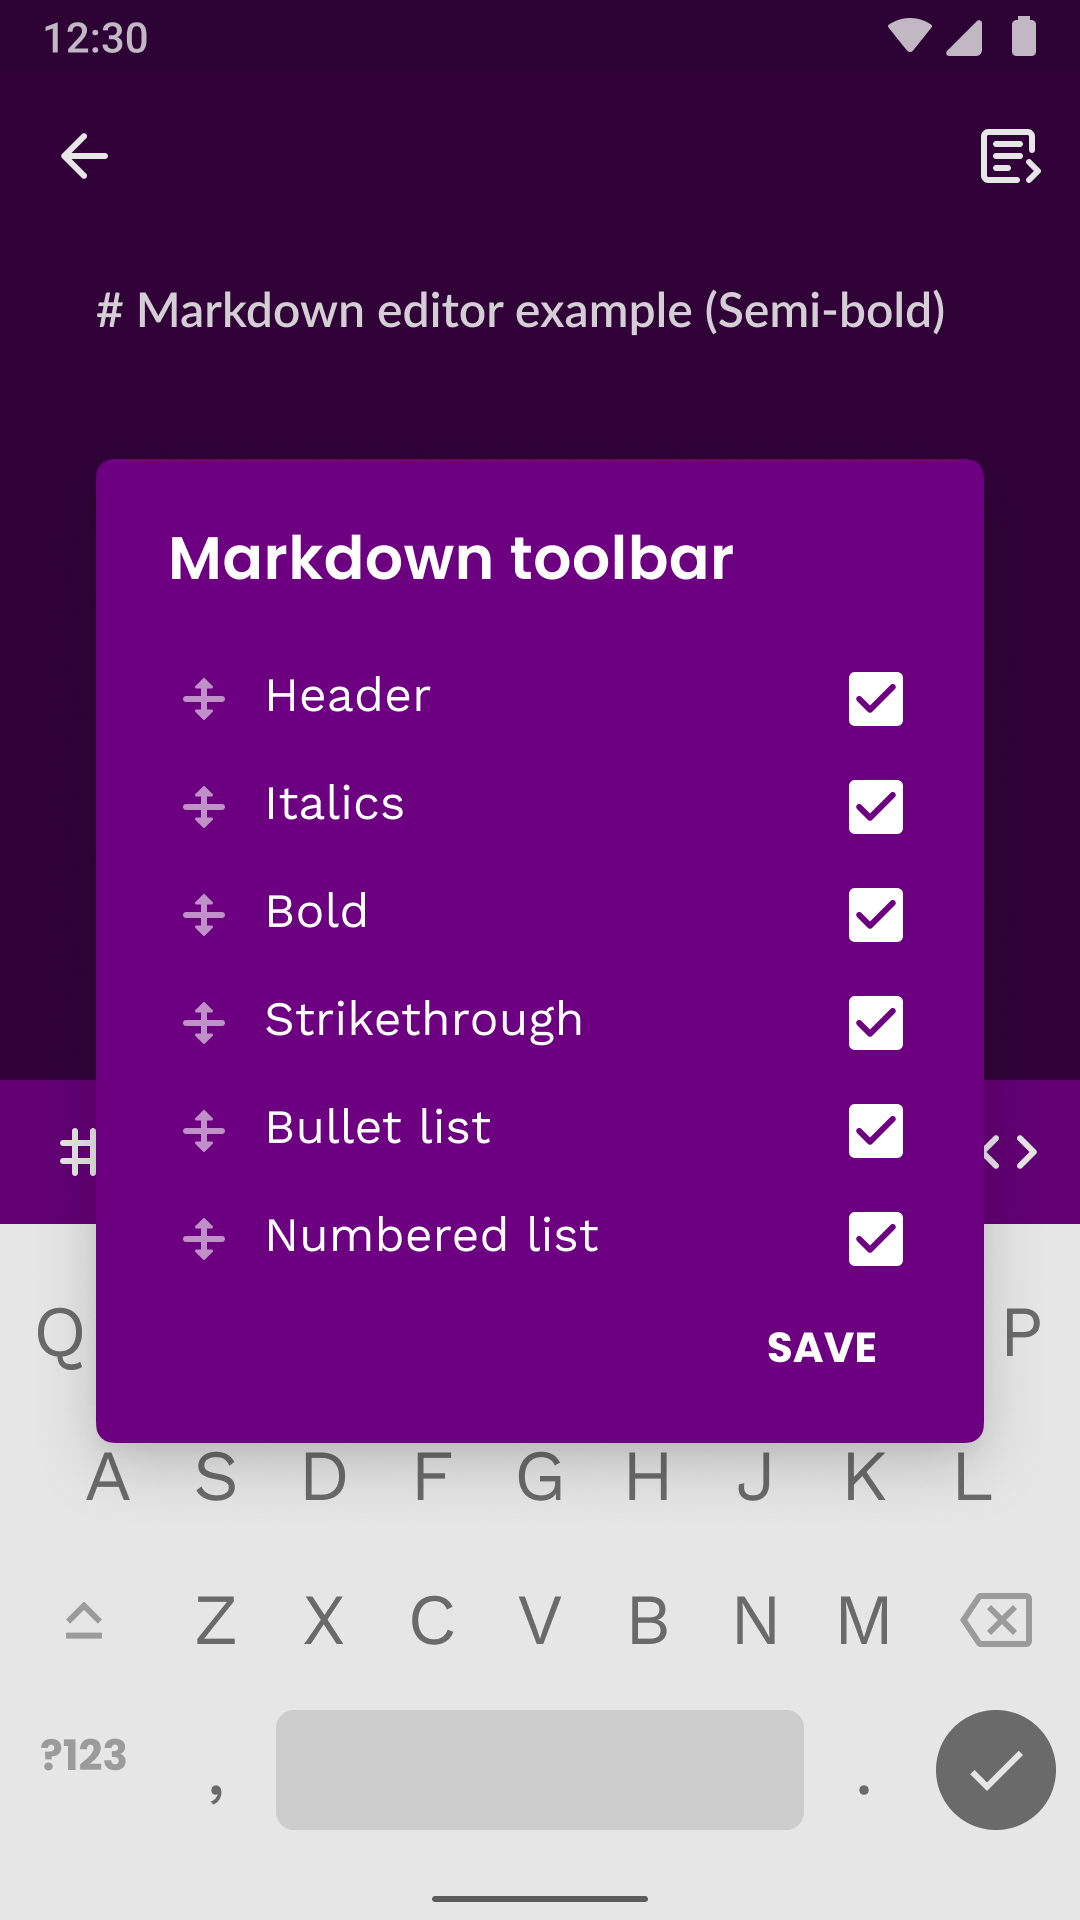 12:30
# Markdown editor example (Semi-bold)
Markdown toolbar
Header
Italics
Bold
Strikethrough
Bullet list
Numbered list
SAVE
#
< >
Q P
A S D F G H J K L
Z X C V B N M
?123 , .